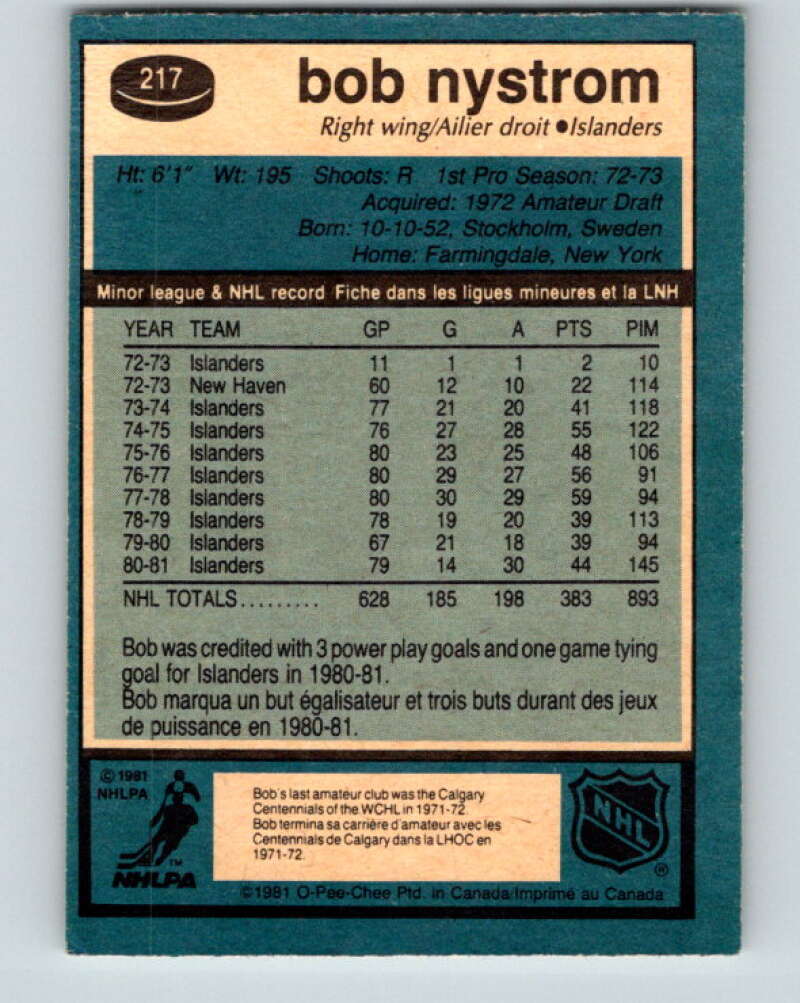 217
bob nystrom
Right wing/Ailier droit ●Islanders
Ht: 6'1" Wt: 195 Shoots: R 1st Pro Season: 72-73
Acquired: 1972 Amateur Draft
Born: 10-10-52, Stockholm, Sweden
Home: Farmingdale, New York
Minor league & NHL record Fiche dans les ligues mineures et la LNH
YEAR TEAM GP G A PTS PIM
72-73 Islanders 11 1 1 2 10
72-73 New Haven 60 12 10 22 114
73-74 Islanders 77 21 20 41 118
74-75 Islanders 76 27 28 55 122
75-76 Islanders 80 23 25 48 106
76-77 Islanders 80 29 27 56 91
77-78 Islanders 80 30 29 59 94
78-79 Islanders 78 19 20 39 113
79-80 Islanders 67 21 18 39 94
80-81 Islanders 79 14 30 44 145
NHL TOTALS......... 628 185 198 383 893
Bob was credited with 3 power play goals and one game tying
goal for Islanders in 1980-81.
Bob marqua un but égalisateur et trois buts durant des jeux
de puissance en 1980-81.
© 1981
NHLPA
TM
NHLPA
Bob's last amateur club was the Calgary
Centennials of the WCHL in 1971-72.
Bob termina sa carrière d'amateur avec les
Centennials de Calgary dans la LHOC en
1971-72.
NHL
®
©1981 O-Pee-Chee Ptd. in Canada/Imprimé au Canada